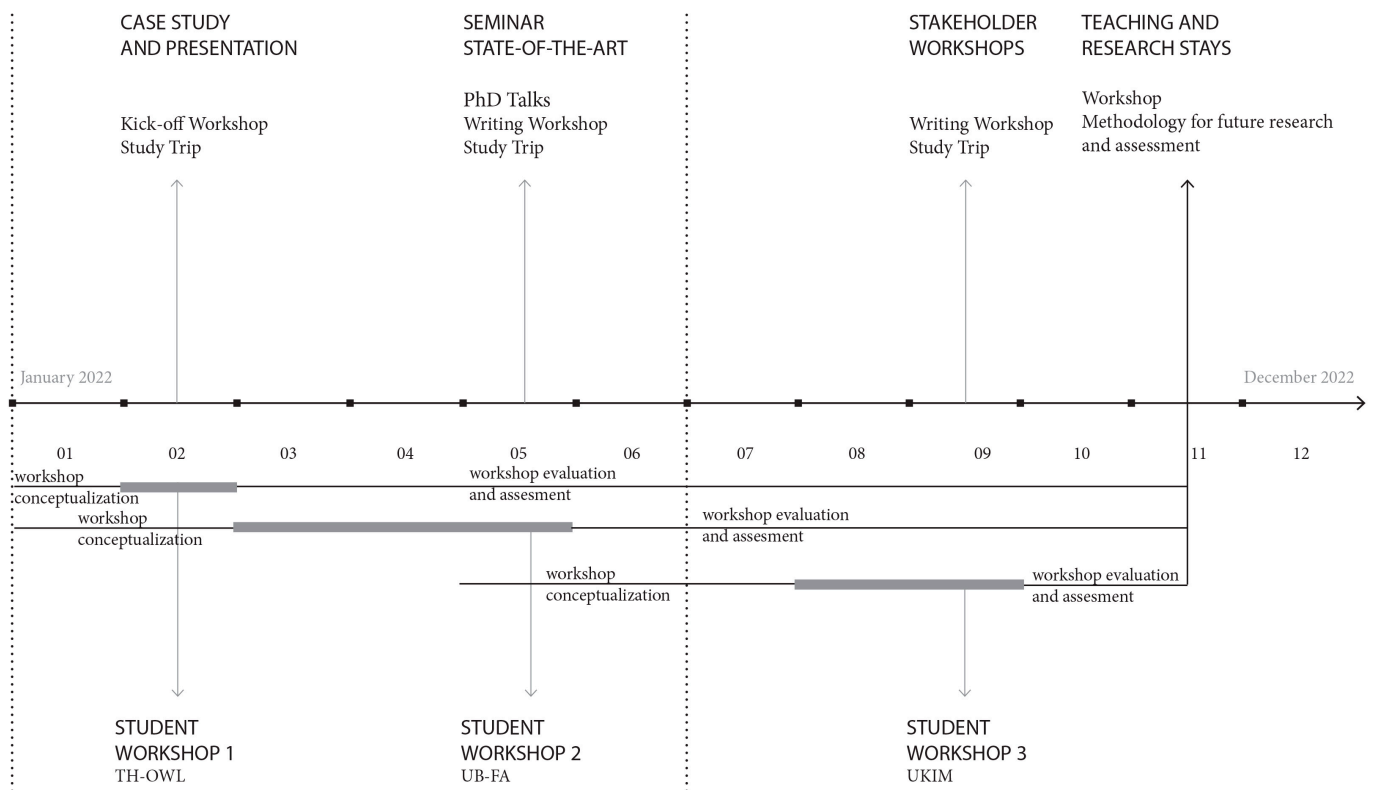 CASE STUDY
AND PRESENTATION
Kick-off Workshop
Study Trip
SEMINAR
STATE-OF-THE-ART
PhD Talks
Writing Workshop
Study Trip
STAKEHOLDER
WORKSHOPS
Writing Workshop
Study Trip
TEACHING AND
RESEARCH STAYS
Workshop
Methodology for future research
and assessment
January 2022
December 2022
01 02 03 04 05 06 07 08 09 10 11 12
workshop
conceptualization
workshop evaluation
and assesment
workshop
conceptualization
workshop evaluation
and assesment
workshop
conceptualization
workshop evaluation
and assesment
STUDENT
WORKSHOP 1
TH-OWL
STUDENT
WORKSHOP 2
UB-FA
STUDENT
WORKSHOP 3
UKIM